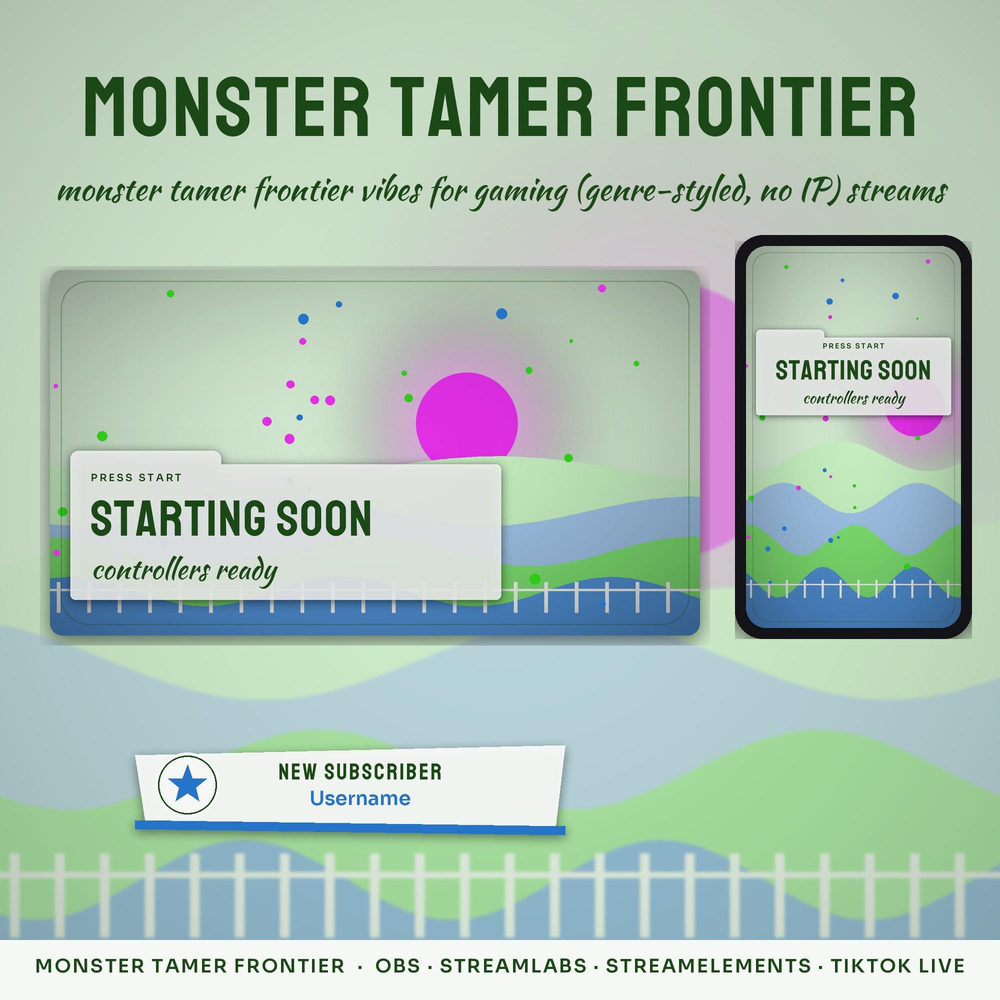 MONSTER TAMER FRONTIER
monster tamer frontier vibes for gaming (genre-styled, no IP) streams
PRESS START
STARTING SOON
controllers ready
PRESS START
STARTING SOON
controllers ready
NEW SUBSCRIBER
Username
MONSTER TAMER FRONTIER · OBS · STREAMLABS · STREAMELEMENTS · TIKTOK LIVE